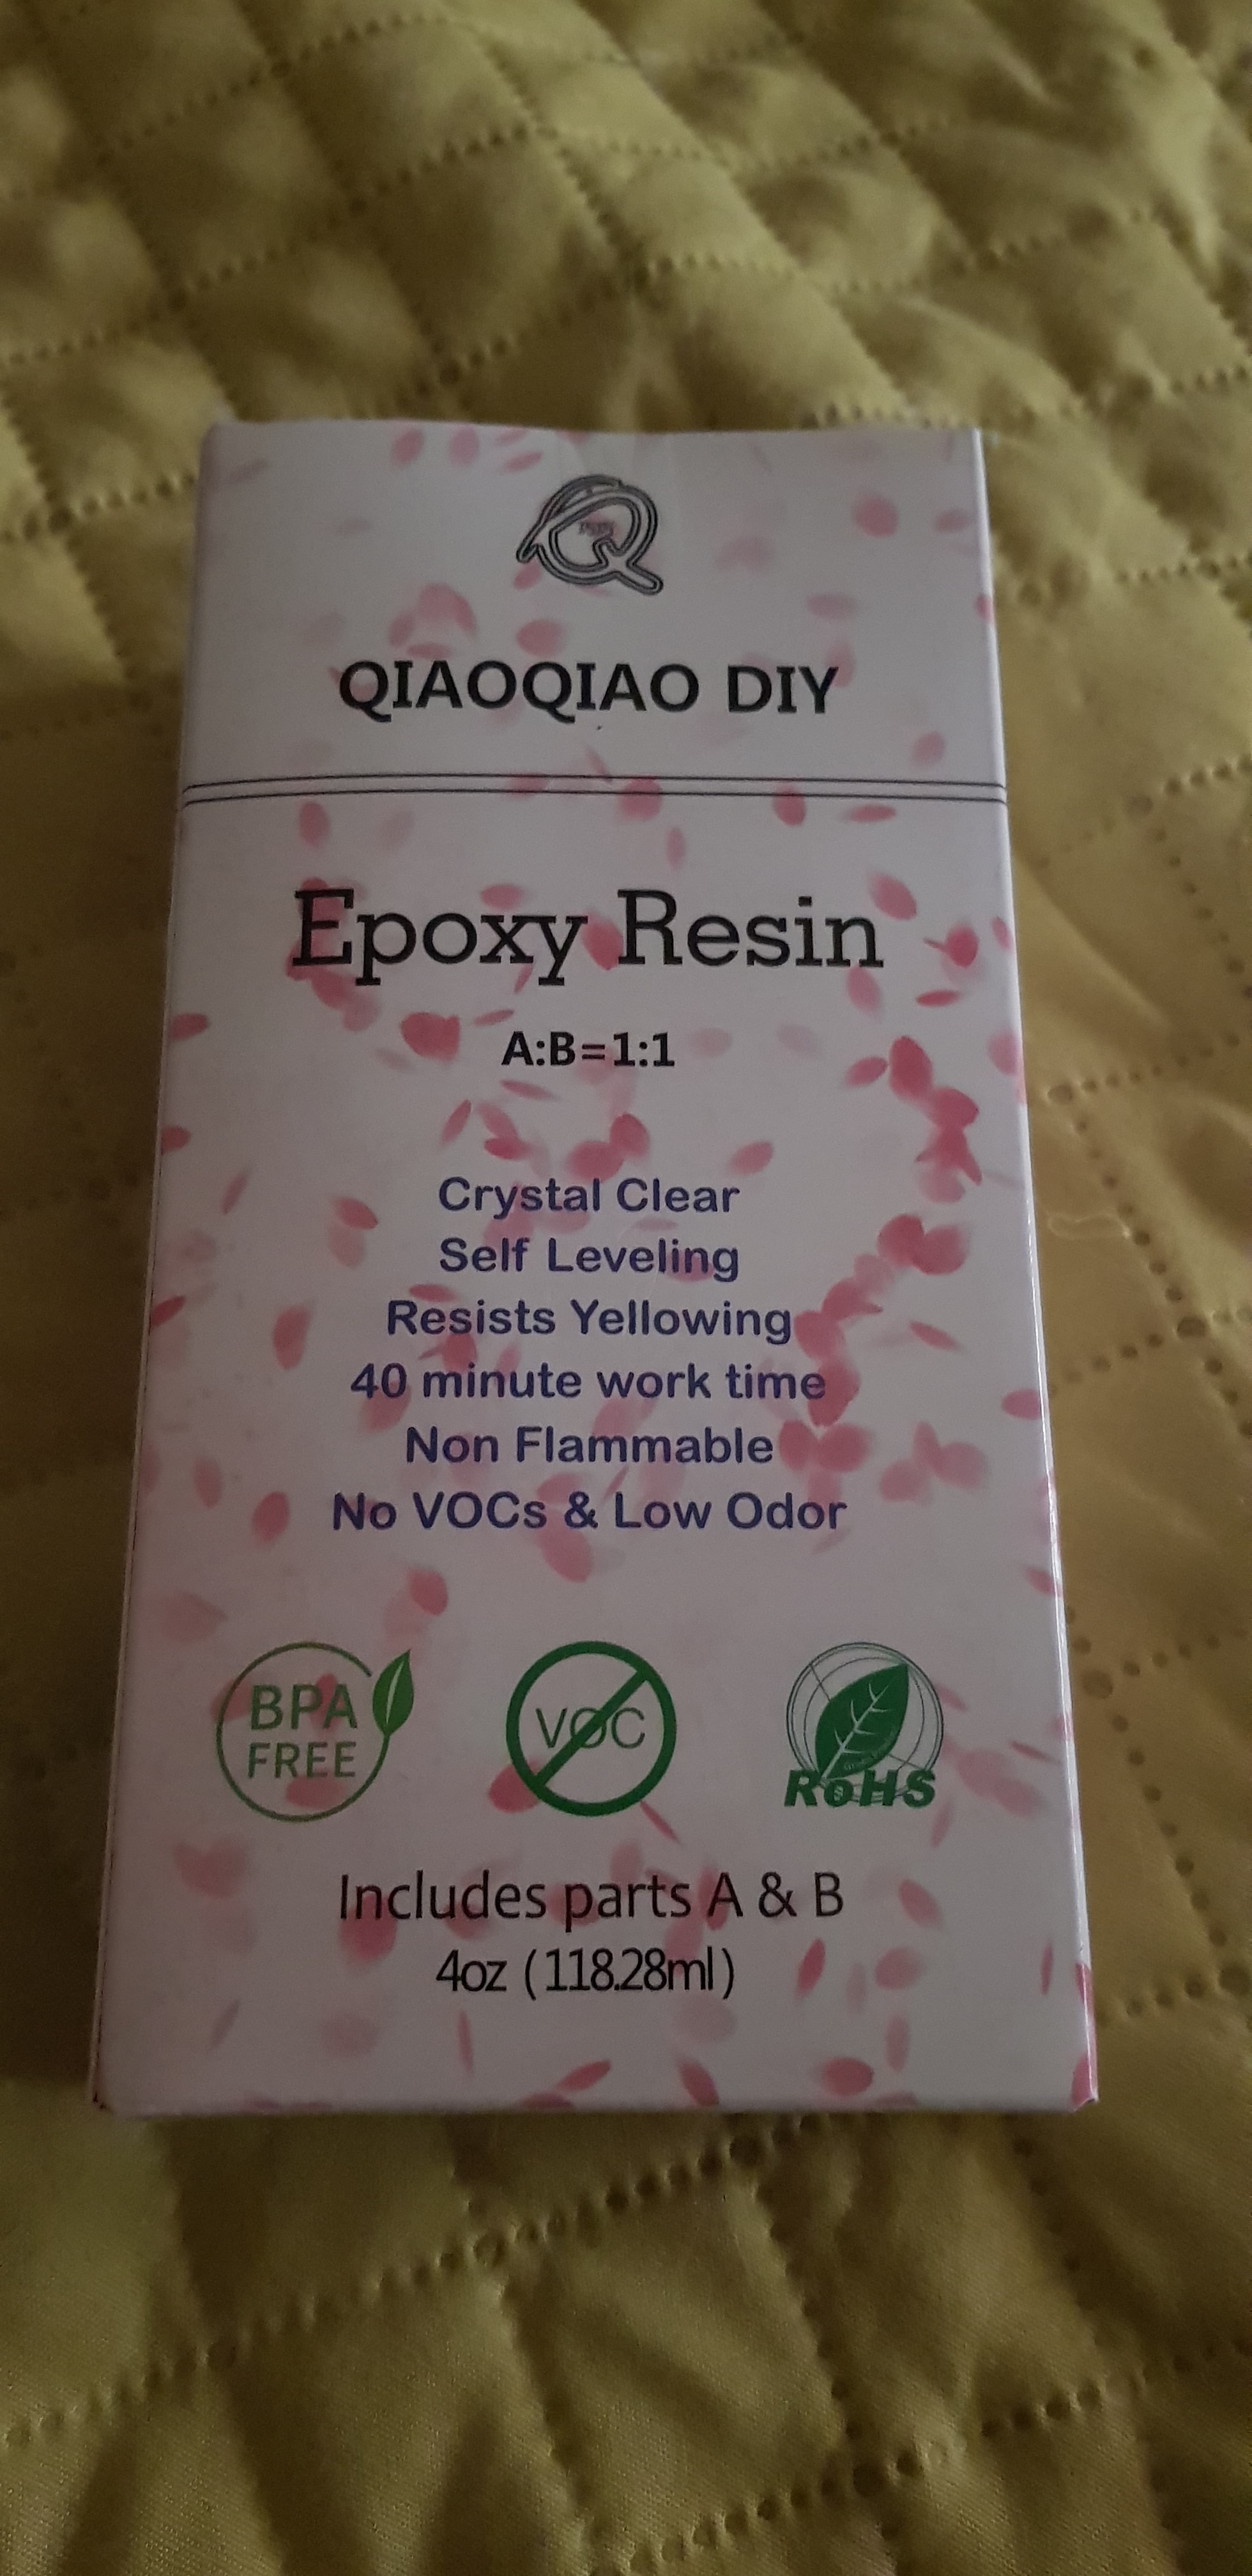 QIAOQIAO DIY
Epoxy Resin
A:B=1:1
Crystal Clear
Self Leveling
Resists Yellowing
40 minute work time
Non Flammable
No VOCs & Low Odor
BPA
FREE
VOC
RoHS
Includes parts A & B
4oz (118.28ml)